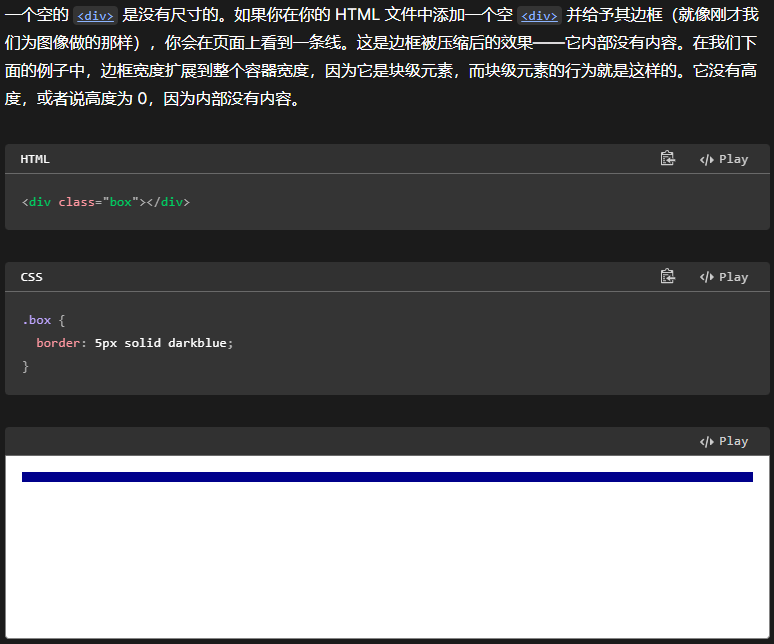 一个空的 <div> 是没有尺寸的。如果你在你的 HTML 文件中添加一个空 <div> 并给予其边框（就像刚才我
们为图像做的那样），你会在页面上看到一条线。这是边框被压缩后的效果——它内部没有内容。在我们下
面的例子中，边框宽度扩展到整个容器宽度，因为它是块级元素，而块级元素的行为就是这样的。它没有高
度，或者说高度为 0，因为内部没有内容。
HTML Play
<div class="box"></div>
CSS Play
.box {
  border: 5px solid darkblue;
}
Play